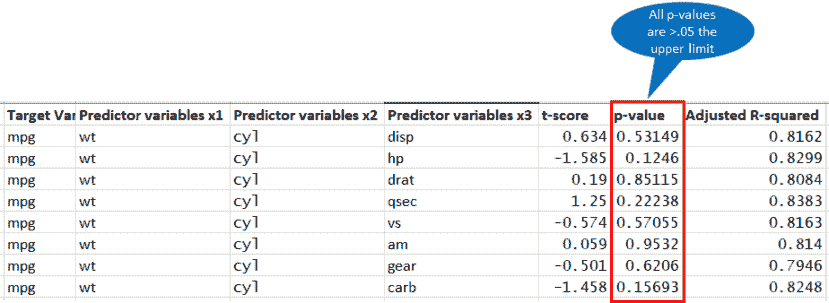 All p-values
are >.05 the
upper limit
Target Var Predictor variables x1 Predictor variables x2 Predictor variables x3 t-score p-value Adjusted R-squared
mpg wt cyl disp 0.634 0.53149 0.8162
mpg wt cyl hp -1.585 0.1246 0.8299
mpg wt cyl drat 0.19 0.85115 0.8084
mpg wt cyl qsec 1.25 0.22238 0.8383
mpg wt cyl vs -0.574 0.57055 0.8163
mpg wt cyl am 0.059 0.9532 0.814
mpg wt cyl gear -0.501 0.6206 0.7946
mpg wt cyl carb -1.458 0.15693 0.8248